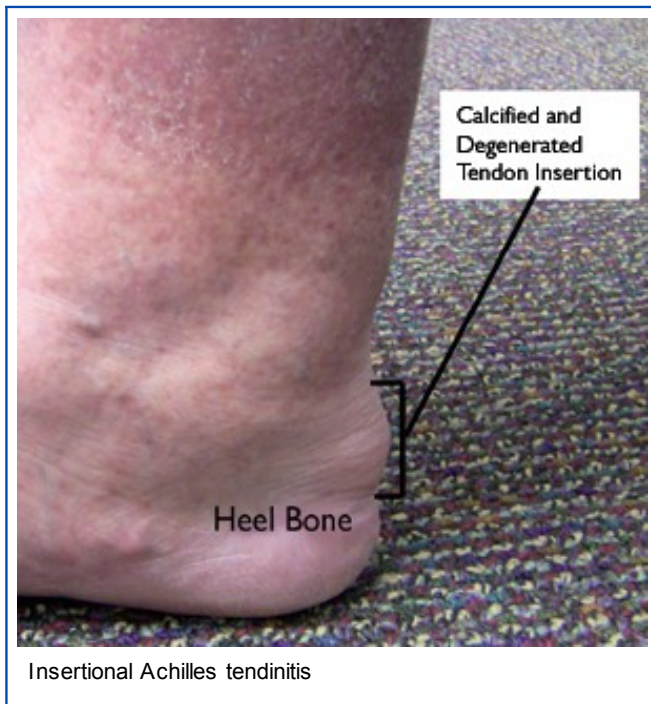 Calcified and
Degenerated
Tendon Insertion
Heel Bone
Insertional Achilles tendinitis